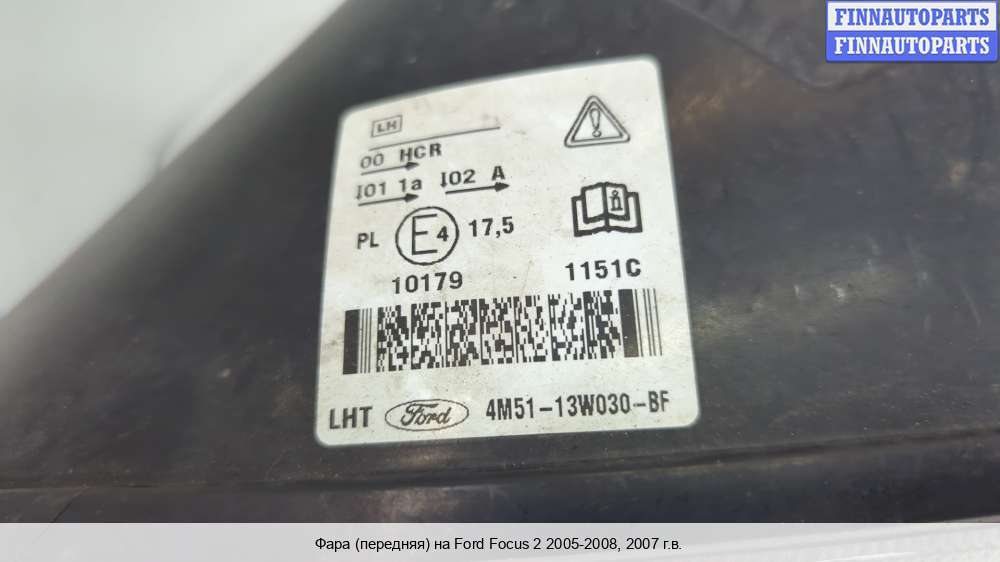 FINNAUTOPARTS
FINNAUTOPARTS
LH
00 HCR
I01 1a I02 A
PL E4 17,5
10179 1151C
LHT Ford 4M51-13W030-BF
Фара (передняя) на Ford Focus 2 2005-2008, 2007 г.в.